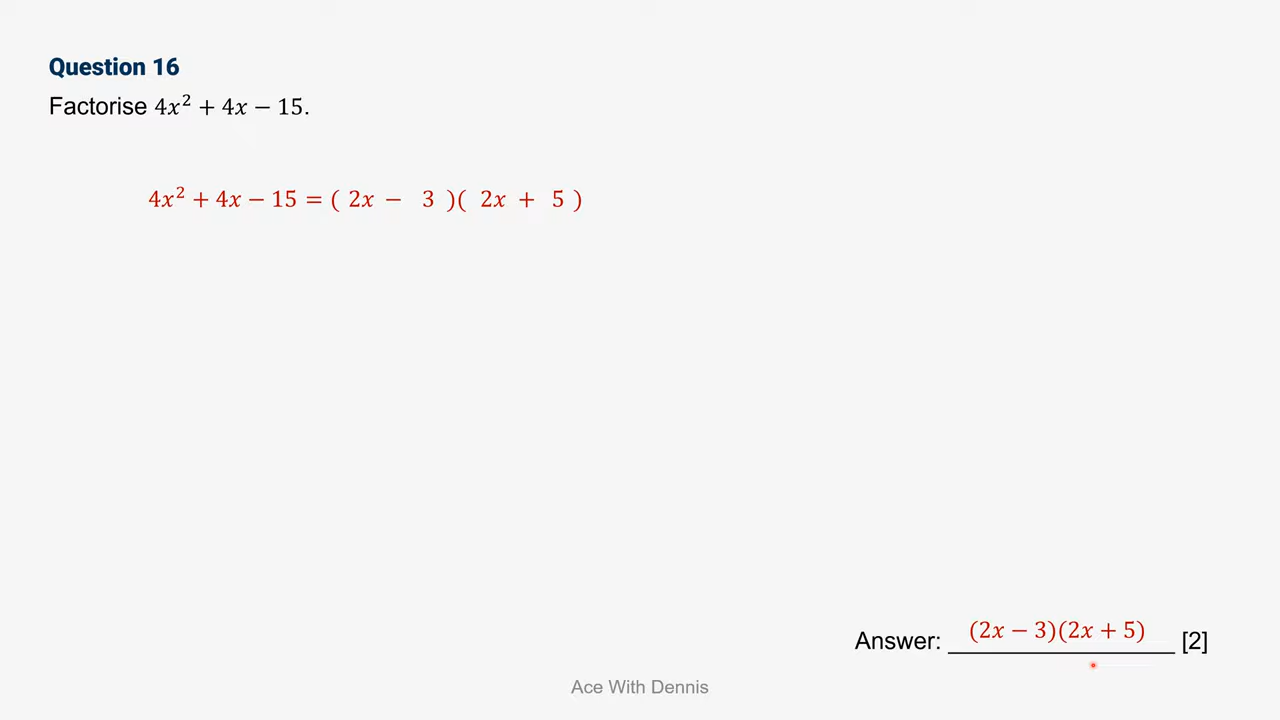 Question 16
Factorise 4x² + 4x − 15.
4x² + 4x − 15 = ( 2x − 3 )( 2x + 5 )
(2x − 3)(2x + 5)
Answer: ________________ [2]
Ace With Dennis